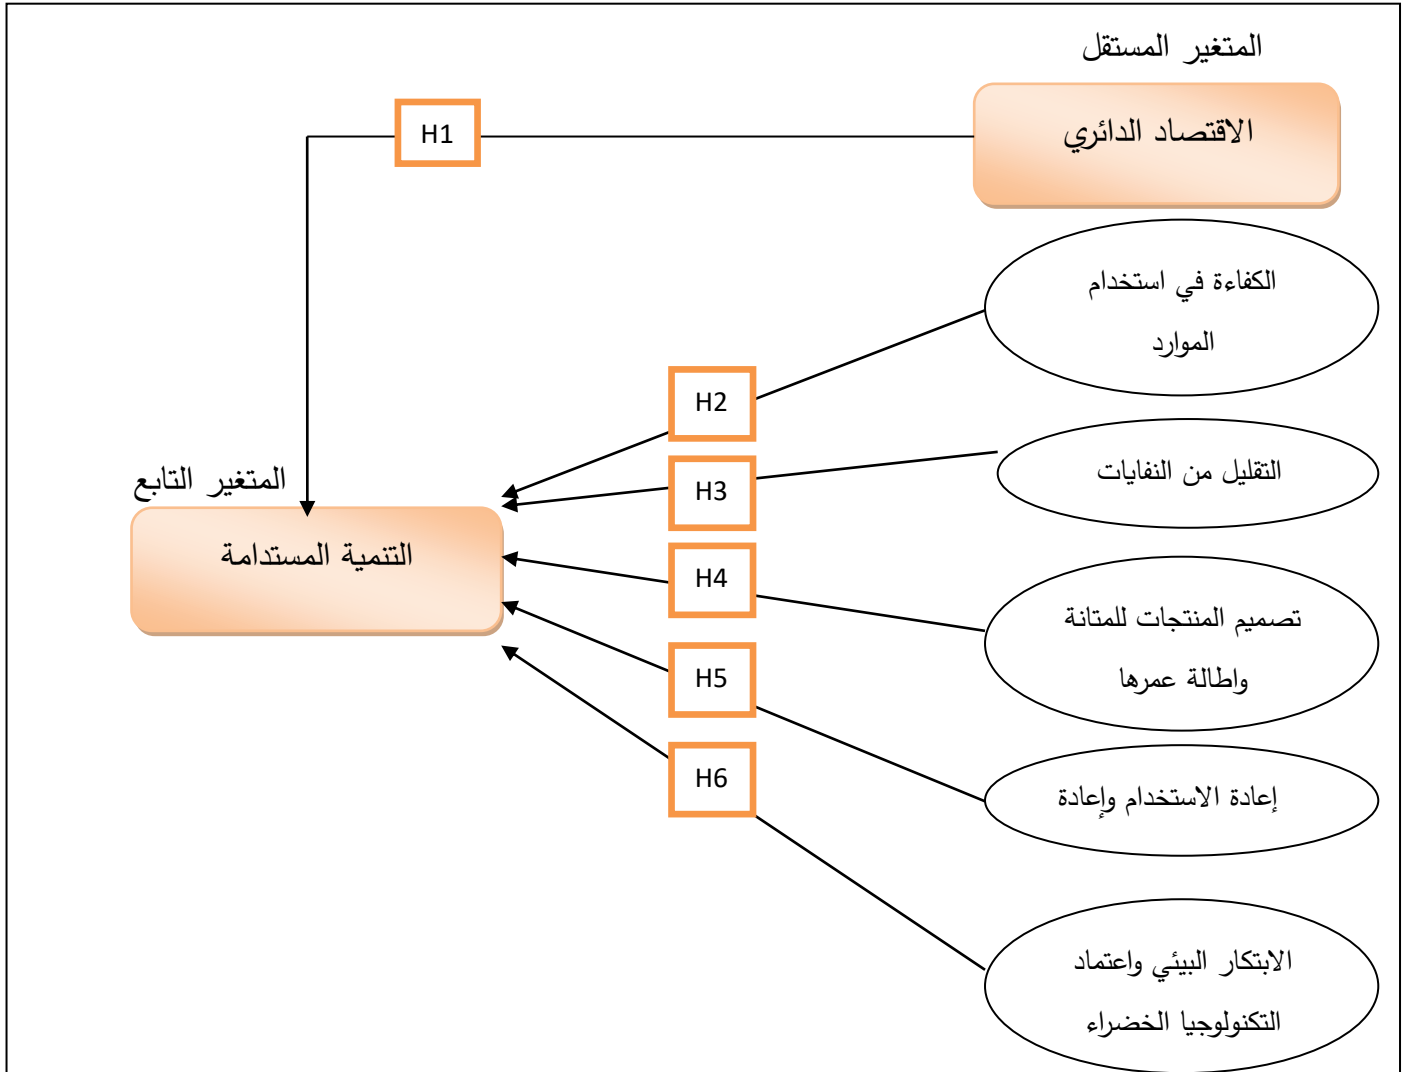 المتغير المستقل
الاقتصاد الدائري
H1
الكفاءة في استخدام
الموارد
H2
التقليل من النفايات
H3
المتغير التابع
التنمية المستدامة
H4
تصميم المنتجات للمتانة
واطالة عمرها
H5
إعادة الاستخدام وإعادة
H6
الابتكار البيئي واعتماد
التكنولوجيا الخضراء